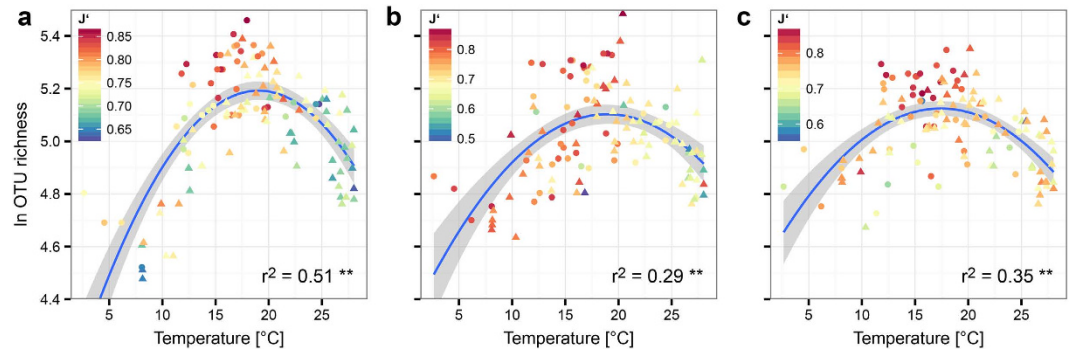 a
b
c
J'
0.85
0.80
0.75
0.70
0.65
J'
0.8
0.7
0.6
0.5
J'
0.8
0.7
0.6
ln OTU richness
5.4
5.2
5.0
4.8
4.6
4.4
r² = 0.51 **
r² = 0.29 **
r² = 0.35 **
5 10 15 20 25
5 10 15 20 25
5 10 15 20 25
Temperature [°C]
Temperature [°C]
Temperature [°C]